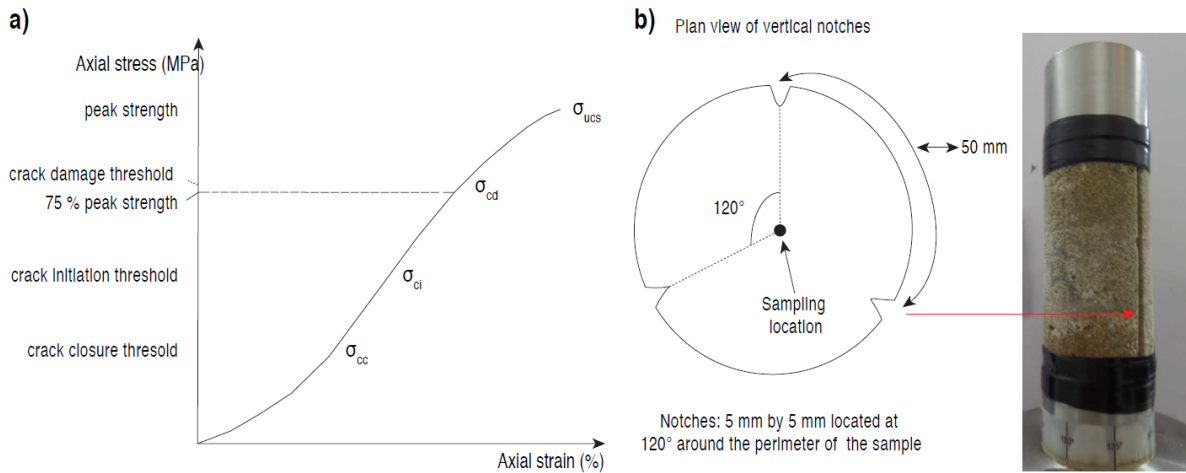 a)
Axial stress (MPa)
peak strength
σucs
crack damage threshold
75 % peak strength
σcd
crack initiation threshold
σci
crack closure thresold
σcc
Axial strain (%)
b)
Plan view of vertical notches
50 mm
120°
Sampling
location
Notches: 5 mm by 5 mm located at
120° around the perimeter of the sample